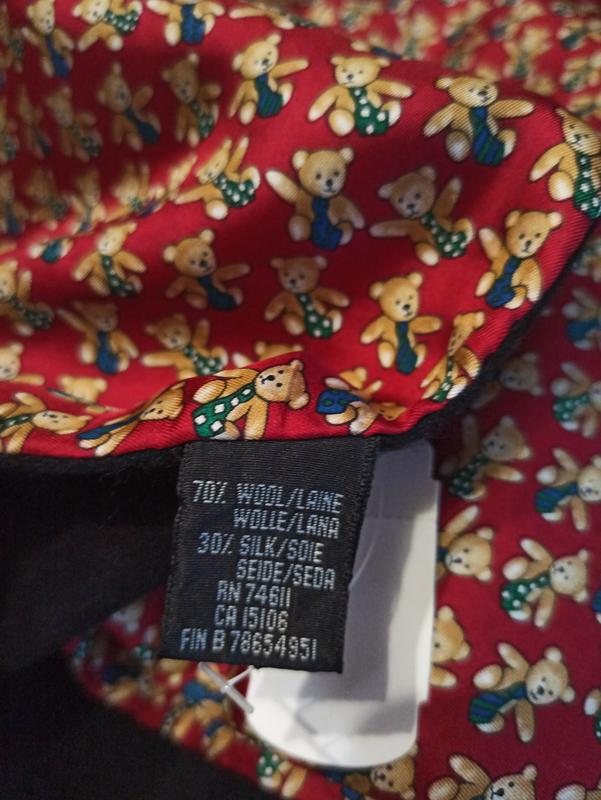 70% WOOL/LAINE
WOLLE/LANA
30% SILK/SOIE
SEIDE/SEDA
RN 74611
CA 15106
FIN B 78654951